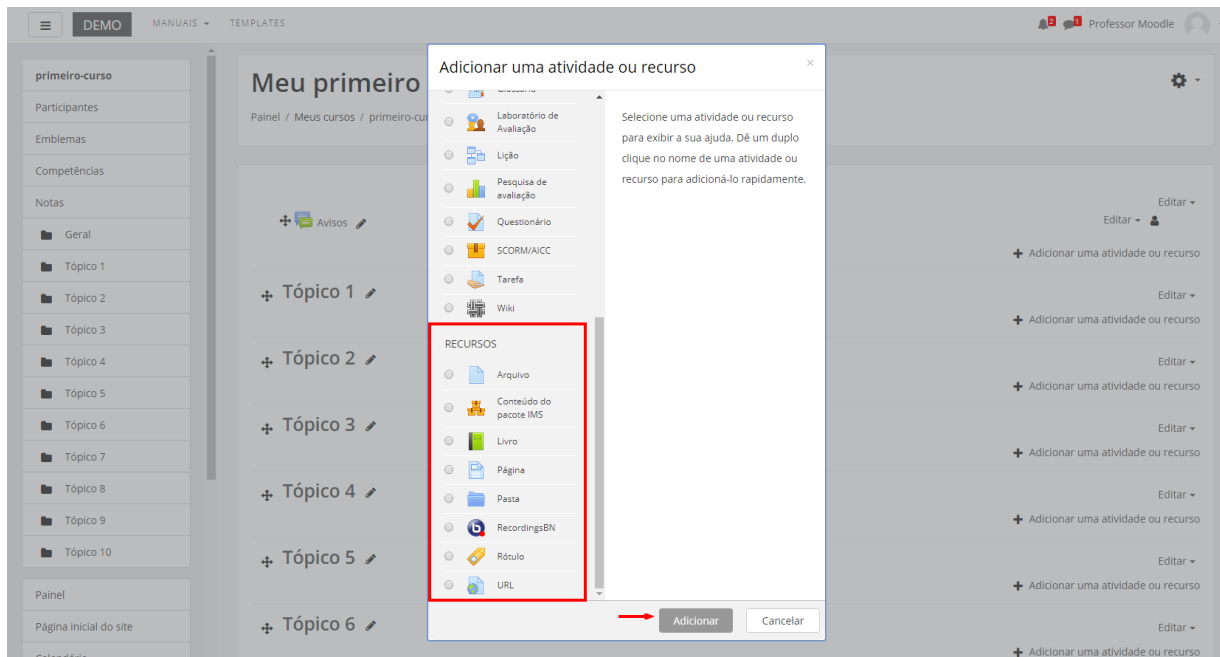 DEMO
MANUAIS
TEMPLATES
2
1
Professor Moodle
primeiro-curso
Participantes
Emblemas
Competências
Notas
Geral
Tópico 1
Tópico 2
Tópico 3
Tópico 4
Tópico 5
Tópico 6
Tópico 7
Tópico 8
Tópico 9
Tópico 10
Painel
Página inicial do site
Calendário
Meu primeiro
Painel / Meus cursos / primeiro-cur
Avisos
Editar
Editar
Adicionar uma atividade ou recurso
Tópico 1
Editar
Adicionar uma atividade ou recurso
Tópico 2
Editar
Adicionar uma atividade ou recurso
Tópico 3
Editar
Adicionar uma atividade ou recurso
Tópico 4
Editar
Adicionar uma atividade ou recurso
Tópico 5
Editar
Adicionar uma atividade ou recurso
Tópico 6
Editar
Adicionar uma atividade ou recurso
Adicionar uma atividade ou recurso
×
Glossário
Laboratório de
Avaliação
Lição
Pesquisa de
avaliação
Questionário
SCORM/AICC
Tarefa
Wiki
RECURSOS
Arquivo
Conteúdo do
pacote IMS
Livro
Página
Pasta
RecordingsBN
Rótulo
URL
Selecione uma atividade ou recurso
para exibir a sua ajuda. Dê um duplo
clique no nome de uma atividade ou
recurso para adicioná-lo rapidamente.
Adicionar
Cancelar